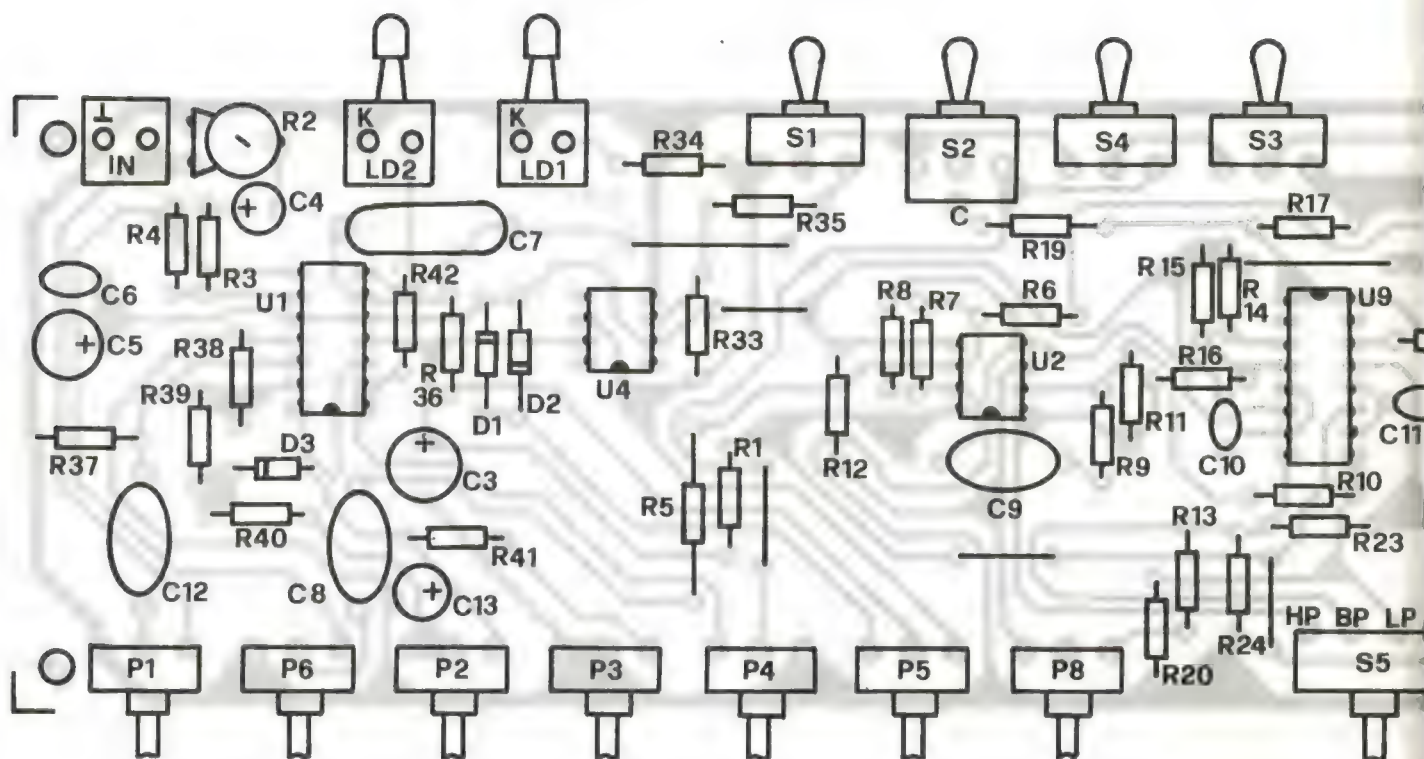 ⊥
IN
R2
K
LD2
K
LD1
R34
S1
S2
S4
S3
C4
R4
R3
C7
R35
C
R19
R17
C6
U1
R42
R15
R
14
U9
C5
R38
R
36
D1
D2
U4
R33
R8
R7
R6
U2
R16
R39
R37
D3
C3
R12
R11
R9
C10
C11
R1
R5
C9
R10
R40
R41
R13
R23
C12
C8
C13
R20
R24
HP BP LP
P1
P6
P2
P3
P4
P5
P8
S5